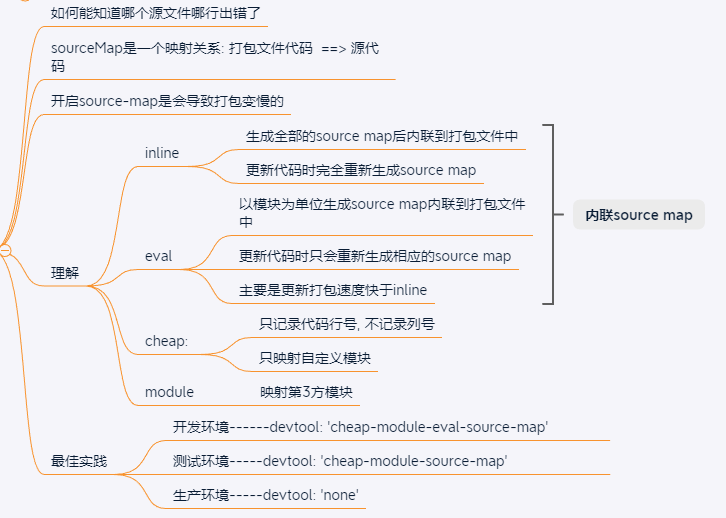 如何能知道哪个源文件哪行出错了
sourceMap是一个映射关系: 打包文件代码 ==> 源代
码
开启source-map是会导致打包变慢的
理解
inline
生成全部的source map后内联到打包文件中
更新代码时完全重新生成source map
eval
以模块为单位生成source map内联到打包文件
中
更新代码时只会重新生成相应的source map
主要是更新打包速度快于inline
内联source map
cheap:
只记录代码行号, 不记录列号
只映射自定义模块
module
映射第3方模块
最佳实践
开发环境------devtool: 'cheap-module-eval-source-map'
测试环境-----devtool: 'cheap-module-source-map'
生产环境-----devtool: 'none'